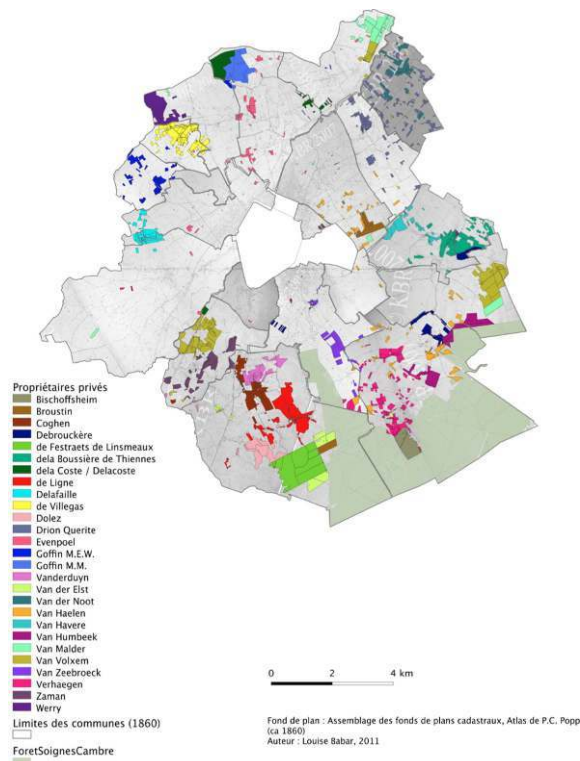 Propriétaires privés
Bischoffsheim
Broustin
Coghen
Debrouckère
de Festraets de Linsmeaux
dela Boussière de Thiennes
dela Coste / Delacoste
de Ligne
Delafaille
de Villegas
Dolez
Drion Querite
Evenpoel
Goffin M.E.W.
Goffin M.M.
Vanderduyn
Van der Elst
Van der Noot
Van Haelen
Van Havere
Van Humbeek
Van Malder
Van Volxem
Van Zeebroeck
Verhaegen
Zaman
Werry
Limites des communes (1860)
ForetSoignesCambre
0 2 4 km
Fond de plan : Assemblage des fonds de plans cadastraux, Atlas de P.C. Popp
(ca 1860)
Auteur : Louise Babar, 2011